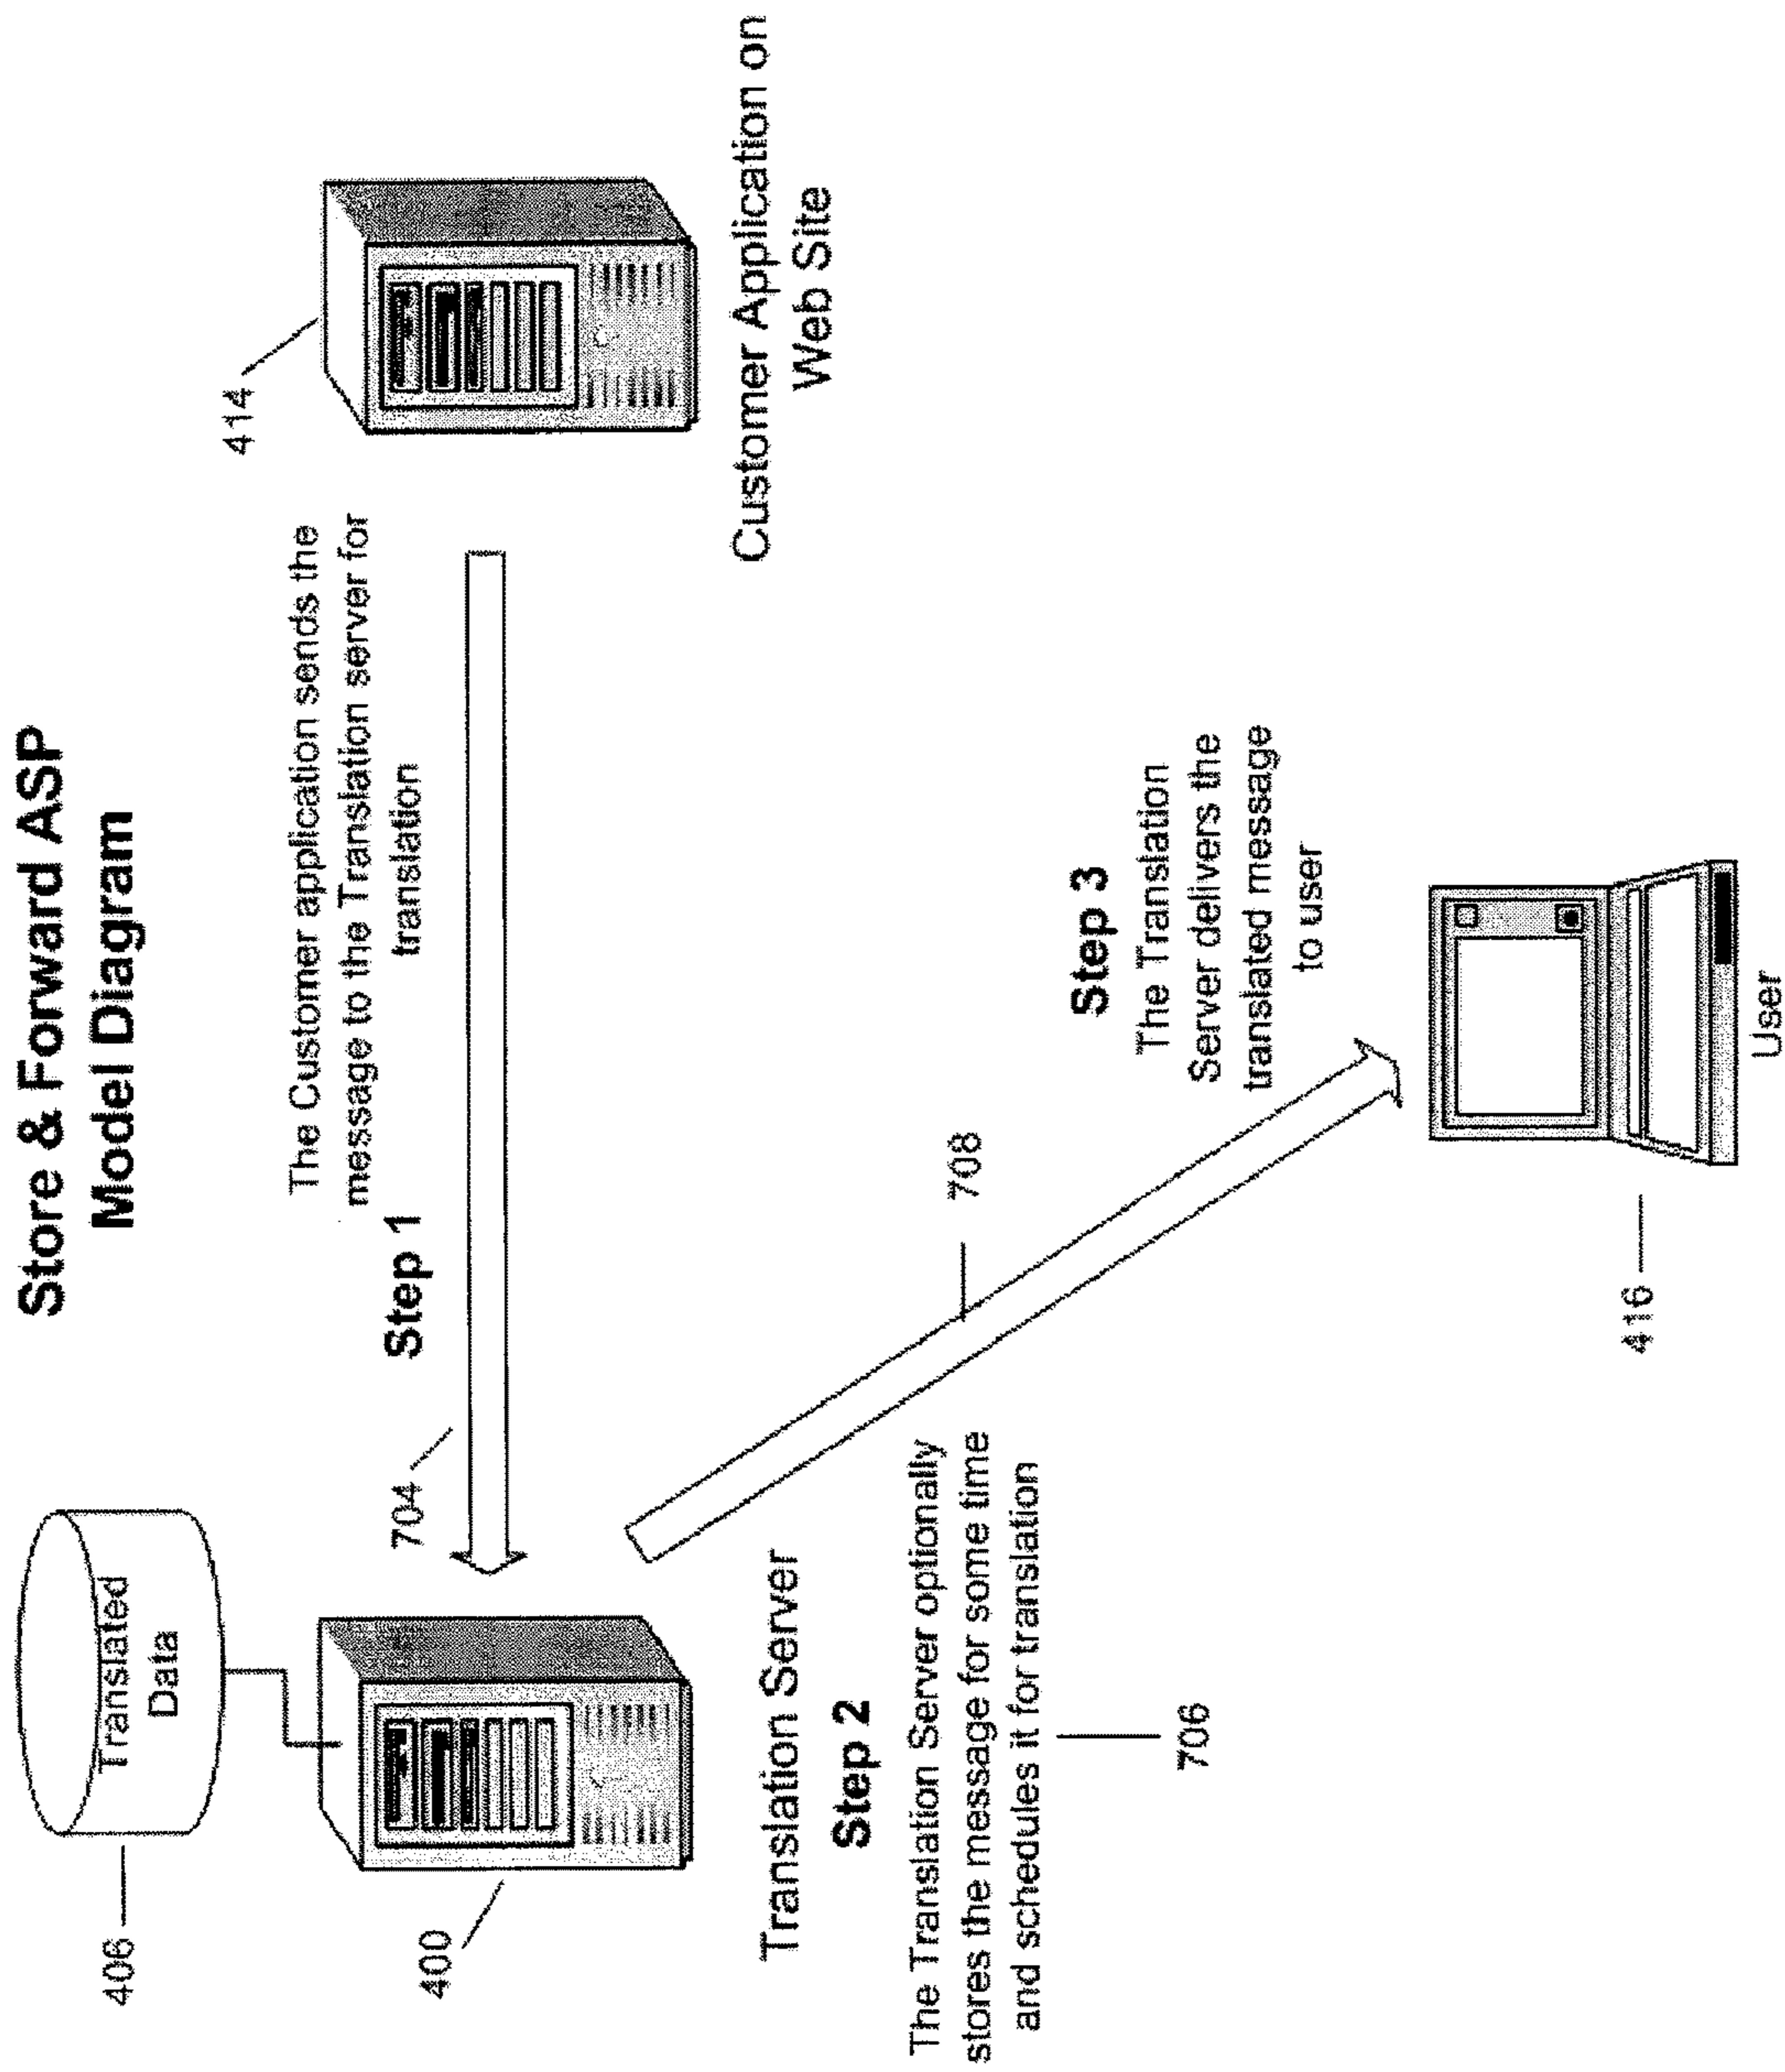 Store & Forward ASP
Model Diagram
406
Translated
Data
400
704
Step 1
The Customer application sends the
message to the Translation server for
translation
414
Customer Application on
Web Site
Translation Server
Step 2
The Translation Server optionally
stores the message for some time
and schedules it for translation
706
708
Step 3
The Translation
Server delivers the
translated message
to user
416
User